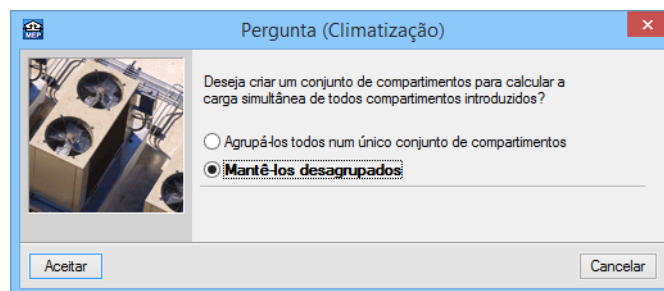 MEP
Pergunta (Climatização)
Deseja criar um conjunto de compartimentos para calcular a
carga simultânea de todos compartimentos introduzidos?
Agrupá-los todos num único conjunto de compartimentos
Mantê-los desagrupados
Aceitar
Cancelar